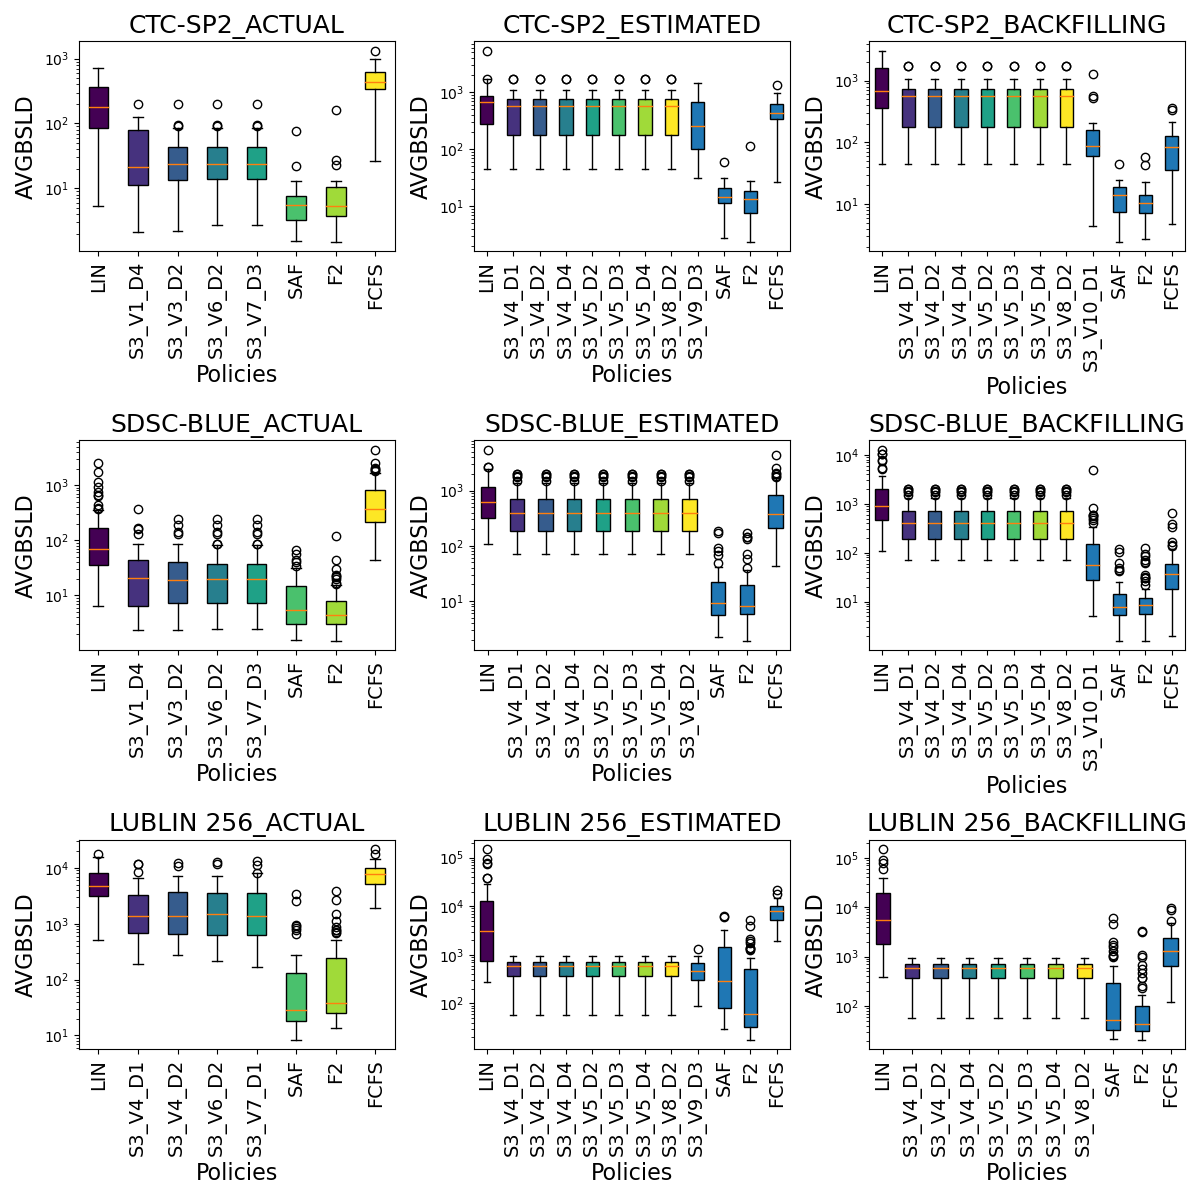 CTC-SP2_ACTUAL
AVGBSLD
10³
10²
10¹
LIN
S3_V1_D4
S3_V3_D2
S3_V6_D2
S3_V7_D3
SAF
F2
FCFS
Policies
CTC-SP2_ESTIMATED
AVGBSLD
10³
10²
10¹
LIN
S3_V4_D1
S3_V4_D2
S3_V4_D4
S3_V5_D2
S3_V5_D3
S3_V5_D4
S3_V8_D2
S3_V9_D3
SAF
F2
FCFS
Policies
CTC-SP2_BACKFILLING
AVGBSLD
10³
10²
10¹
LIN
S3_V4_D1
S3_V4_D2
S3_V4_D4
S3_V5_D2
S3_V5_D3
S3_V5_D4
S3_V8_D2
S3_V10_D1
SAF
F2
FCFS
Policies
SDSC-BLUE_ACTUAL
AVGBSLD
10³
10²
10¹
LIN
S3_V1_D4
S3_V3_D2
S3_V6_D2
S3_V7_D3
SAF
F2
FCFS
Policies
SDSC-BLUE_ESTIMATED
AVGBSLD
10³
10²
10¹
LIN
S3_V4_D1
S3_V4_D2
S3_V4_D4
S3_V5_D2
S3_V5_D3
S3_V5_D4
S3_V8_D2
SAF
F2
FCFS
Policies
SDSC-BLUE_BACKFILLING
AVGBSLD
10⁴
10³
10²
10¹
LIN
S3_V4_D1
S3_V4_D2
S3_V4_D4
S3_V5_D2
S3_V5_D3
S3_V5_D4
S3_V8_D2
S3_V10_D1
SAF
F2
FCFS
Policies
LUBLIN 256_ACTUAL
AVGBSLD
10⁴
10³
10²
10¹
LIN
S3_V4_D1
S3_V4_D2
S3_V6_D2
S3_V7_D1
SAF
F2
FCFS
Policies
LUBLIN 256_ESTIMATED
AVGBSLD
10⁵
10⁴
10³
10²
LIN
S3_V4_D1
S3_V4_D2
S3_V4_D4
S3_V5_D2
S3_V5_D3
S3_V5_D4
S3_V8_D2
S3_V9_D3
SAF
F2
FCFS
Policies
LUBLIN 256_BACKFILLING
AVGBSLD
10⁵
10⁴
10³
10²
LIN
S3_V4_D1
S3_V4_D2
S3_V4_D4
S3_V5_D2
S3_V5_D3
S3_V5_D4
S3_V8_D2
SAF
F2
FCFS
Policies